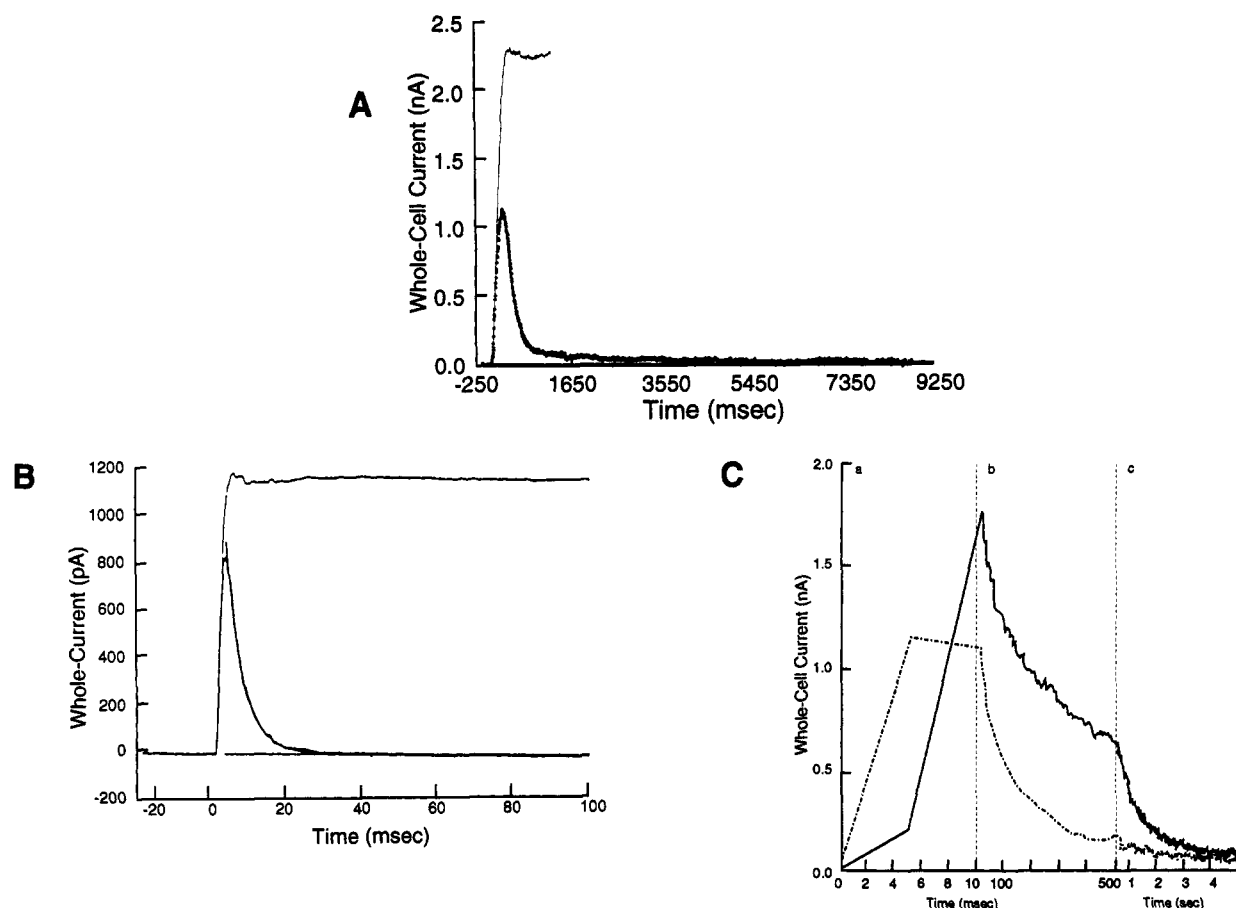 A
Whole-Cell Current (nA)
2.5
2.0
1.5
1.0
0.5
0.0
-250 1650 3550 5450 7350 9250
Time (msec)
B
Whole-Current (pA)
1200
1000
800
600
400
200
0
-200
-20 0 20 40 60 80 100
Time (msec)
C
Whole-Cell Current (nA)
2.0
1.5
1.0
0.5
0.0
a b c
0 2 4 6 8 10 100 500 1 2 3 4
Time (msec) Time (sec)